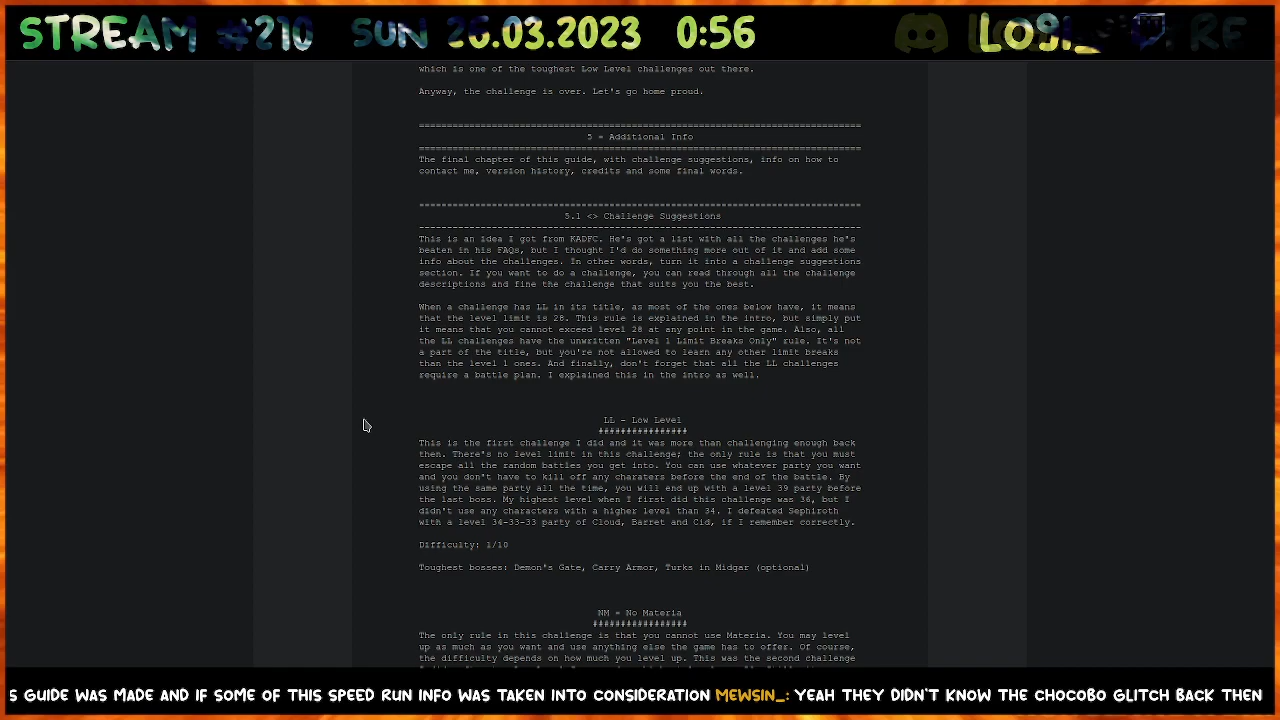 STREAM #210 SUN 26.03.2023 0:56
which is one of the toughest Low Level challenges out there.
Anyway, the challenge is over. Let's go home proud.
===============================================================================
5 = Additional Info
===============================================================================
The final chapter of this guide, with challenge suggestions, info on how to
contact me, version history, credits and some final words.
===============================================================================
5.1 <> Challenge Suggestions
-------------------------------------------------------------------------------
This is an idea I got from KADFC. He's got a list with all the challenges he's
beaten in his FAQs, but I thought I'd do something more out of it and add some
info about the challenges. In other words, turn it into a challenge suggestions
section. If you want to do a challenge, you can read through all the challenge
descriptions and fine the challenge that suits you the best.
When a challenge has LL in its title, as most of the ones below have, it means
that the level limit is 28. This rule is explained in the intro, but simply put
it means that you cannot exceed level 28 at any point in the game. Also, all
the LL challenges have the unwritten "Level 1 Limit Breaks Only" rule. It's not
a part of the title, but you're not allowed to learn any other limit breaks
than the level 1 ones. And finally, don't forget that all the LL challenges
require a battle plan. I explained this in the intro as well.
LL - Low Level
################
This is the first challenge I did and it was more than challenging enough back
then. There's no level limit in this challenge; the only rule is that you must
escape all the random battles you get into. You can use whatever party you want
and you don't have to kill off any charaters before the end of the battle. By
using the same party all the time, you will end up with a level 39 party before
the last boss. My highest level when I first did this challenge was 36, but I
didn't use any characters with a higher level than 34. I defeated Sephiroth
with a level 34-33-33 party of Cloud, Barret and Cid, if I remember correctly.
Difficulty: 1/10
Toughest bosses: Demon's Gate, Carry Armor, Turks in Midgar (optional)
NM = No Materia
#################
The only rule in this challenge is that you cannot use Materia. You may level
up as much as you want and use anything else the game has to offer. Of course,
the difficulty depends on how much you level up. This was the second challenge
S GUIDE WAS MADE AND IF SOME OF THIS SPEED RUN INFO WAS TAKEN INTO CONSIDERATION MEWSIN_: YEAH THEY DIDN'T KNOW THE CHOCOBO GLITCH BACK THEN